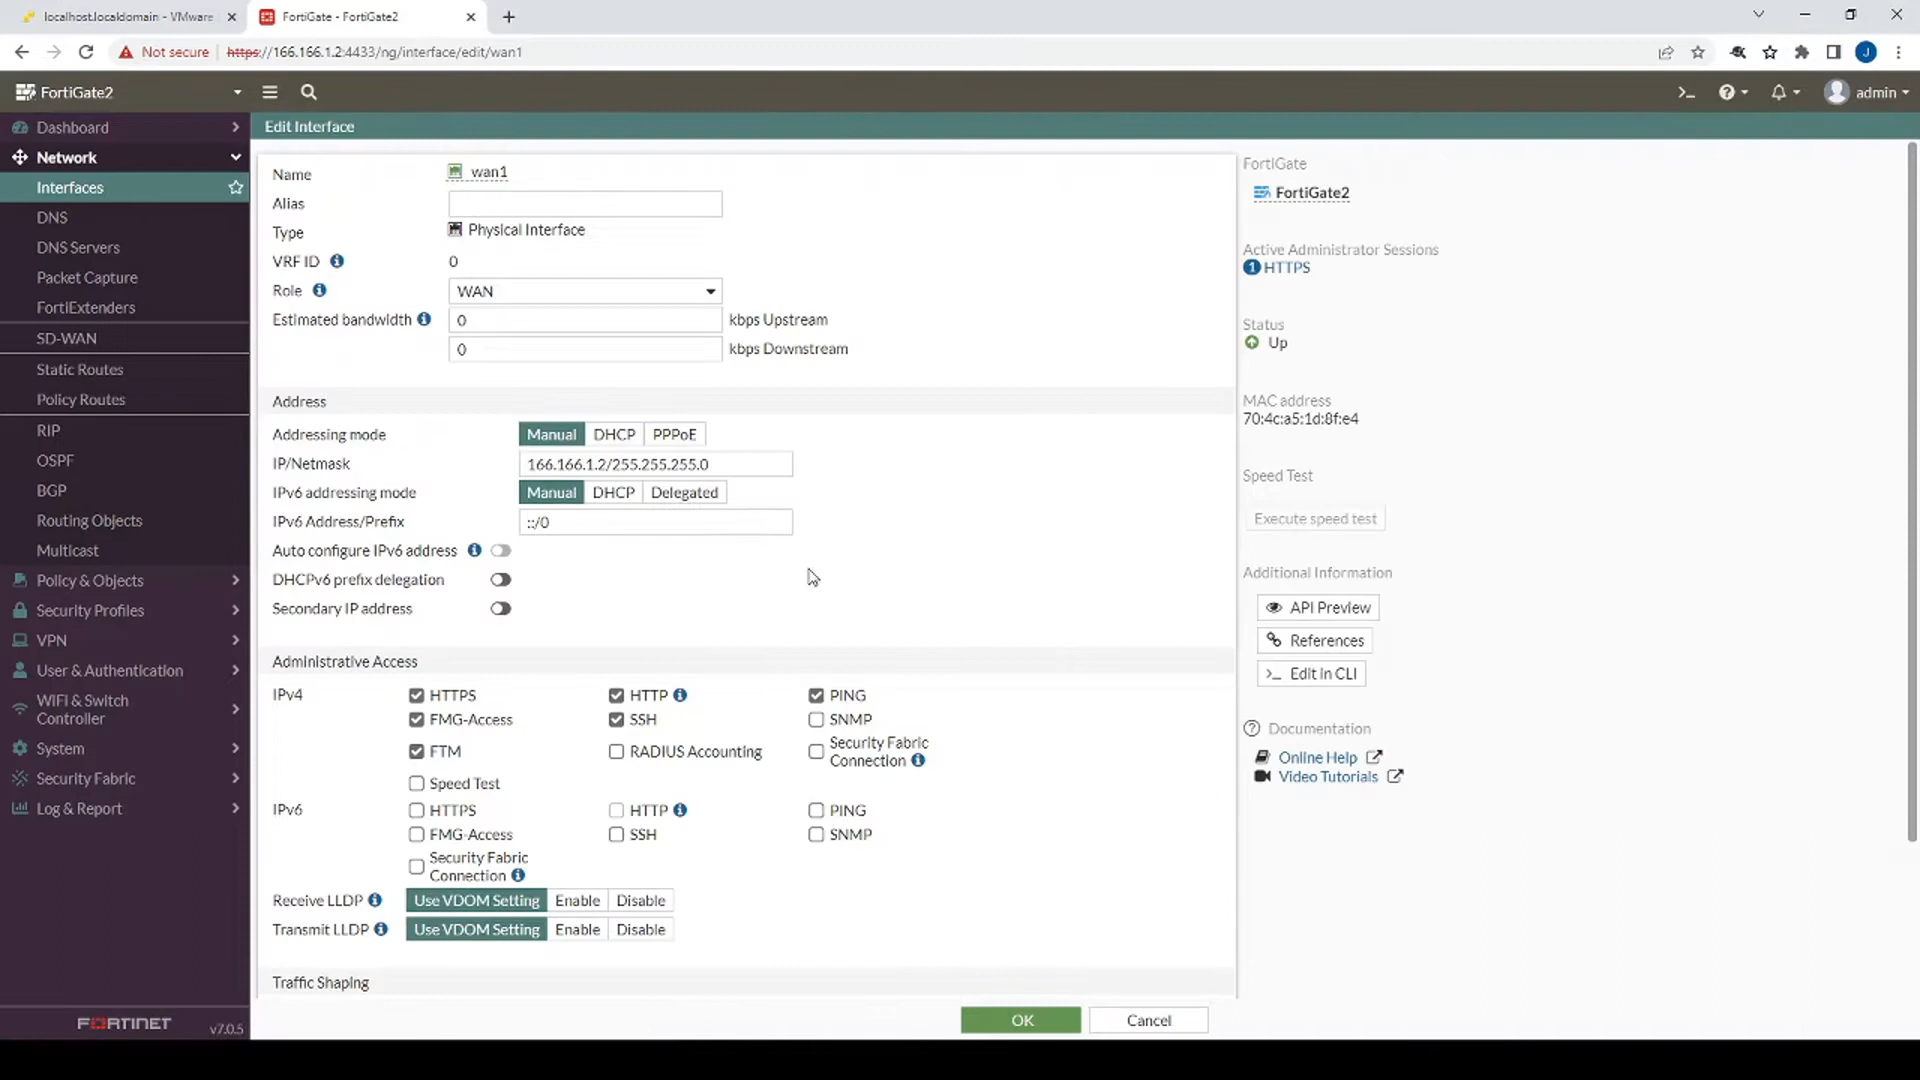 localhost.localdomain - VMware
FortiGate - FortiGate2
Not secure
https://166.166.1.2:4433/ng/interface/edit/wan1
J
FortiGate2
admin
Dashboard
Network
Interfaces
DNS
DNS Servers
Packet Capture
FortiExtenders
SD-WAN
Static Routes
Policy Routes
RIP
OSPF
BGP
Routing Objects
Multicast
Policy & Objects
Security Profiles
VPN
User & Authentication
WiFi & Switch
Controller
System
Security Fabric
Log & Report
FORTINET v7.0.5
Edit Interface
Name wan1
Alias
Type Physical Interface
VRF ID 0
Role WAN
Estimated bandwidth 0 kbps Upstream
0 kbps Downstream
Address
Addressing mode Manual DHCP PPPoE
IP/Netmask 166.166.1.2/255.255.255.0
IPv6 addressing mode Manual DHCP Delegated
IPv6 Address/Prefix ::/0
Auto configure IPv6 address
DHCPv6 prefix delegation
Secondary IP address
Administrative Access
IPv4 HTTPS HTTP PING
FMG-Access SSH SNMP
FTM RADIUS Accounting Security Fabric
Connection
Speed Test
IPv6 HTTPS HTTP PING
FMG-Access SSH SNMP
Security Fabric
Connection
Receive LLDP Use VDOM Setting Enable Disable
Transmit LLDP Use VDOM Setting Enable Disable
Traffic Shaping
OK Cancel
FortiGate
FortiGate2
Active Administrator Sessions
1 HTTPS
Status
Up
MAC address
70:4c:a5:1d:8f:e4
Speed Test
Execute speed test
Additional Information
API Preview
References
>_ Edit in CLI
Documentation
Online Help
Video Tutorials